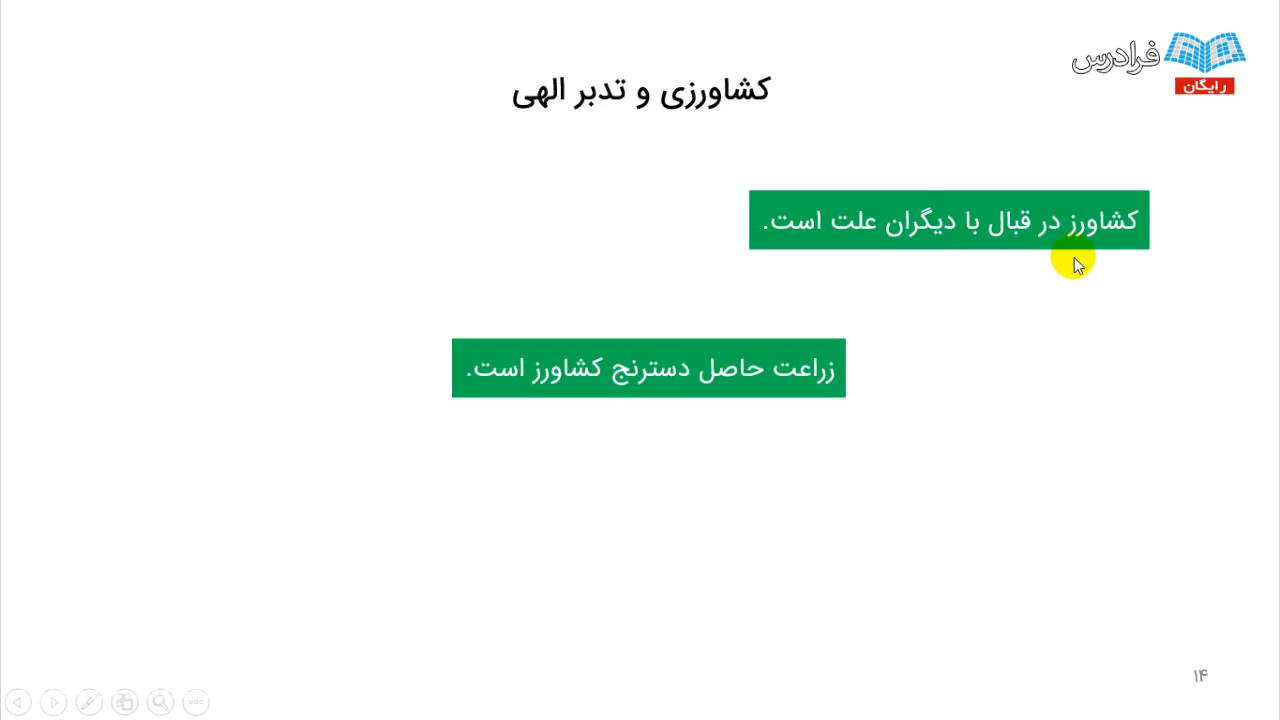 فرادرس
رایگان
کشاورزی و تدبر الهی
کشاورز در قبال با دیگران علت است.
زراعت حاصل دسترنج کشاورز است.
۱۴